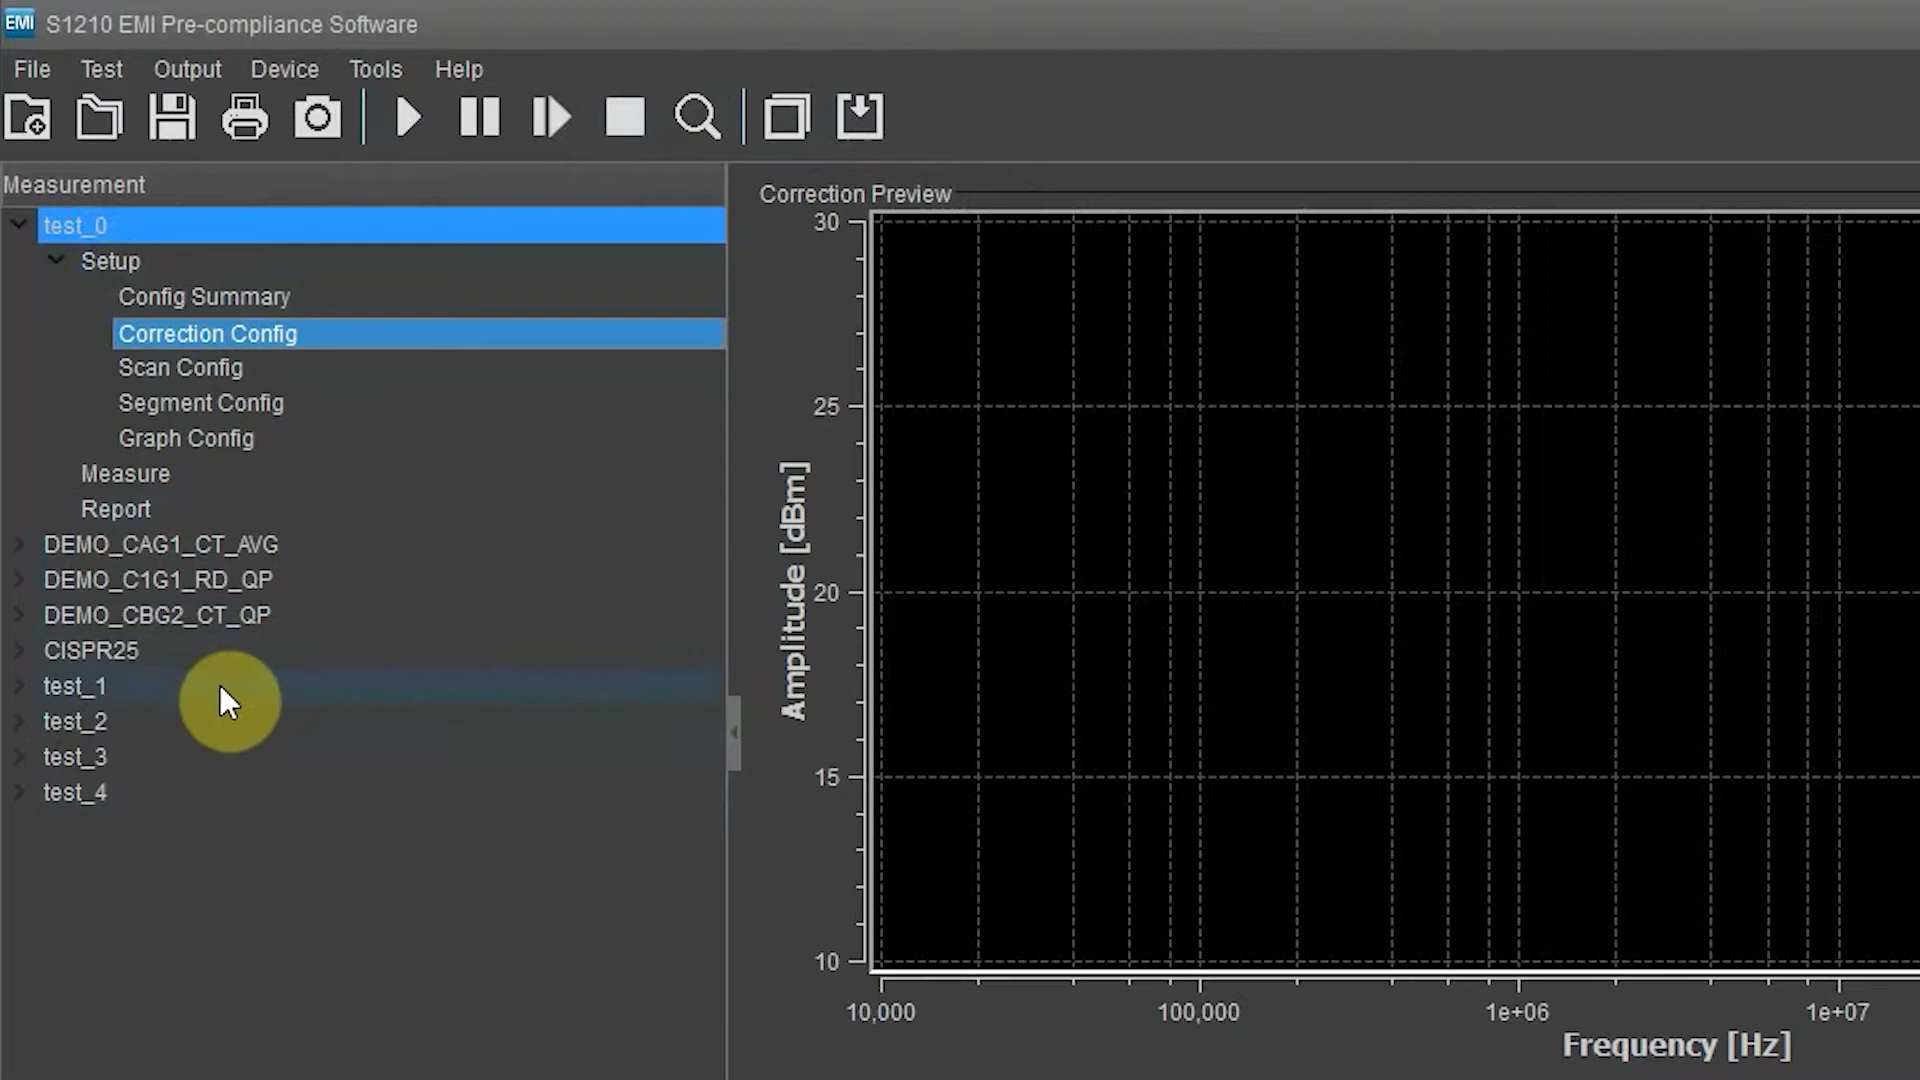 EMI S1210 EMI Pre-compliance Software
File Test Output Device Tools Help
Measurement
test_0
Setup
Config Summary
Correction Config
Scan Config
Segment Config
Graph Config
Measure
Report
DEMO_CAG1_CT_AVG
DEMO_C1G1_RD_QP
DEMO_CBG2_CT_QP
CISPR25
test_1
test_2
test_3
test_4
Correction Preview
30
25
20
15
10
Amplitude [dBm]
10,000 100,000 1e+06 1e+07
Frequency [Hz]